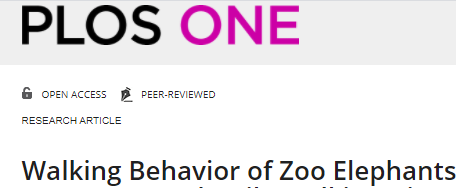 PLOS ONE
OPEN ACCESS PEER-REVIEWED
RESEARCH ARTICLE
Walking Behavior of Zoo Elephants